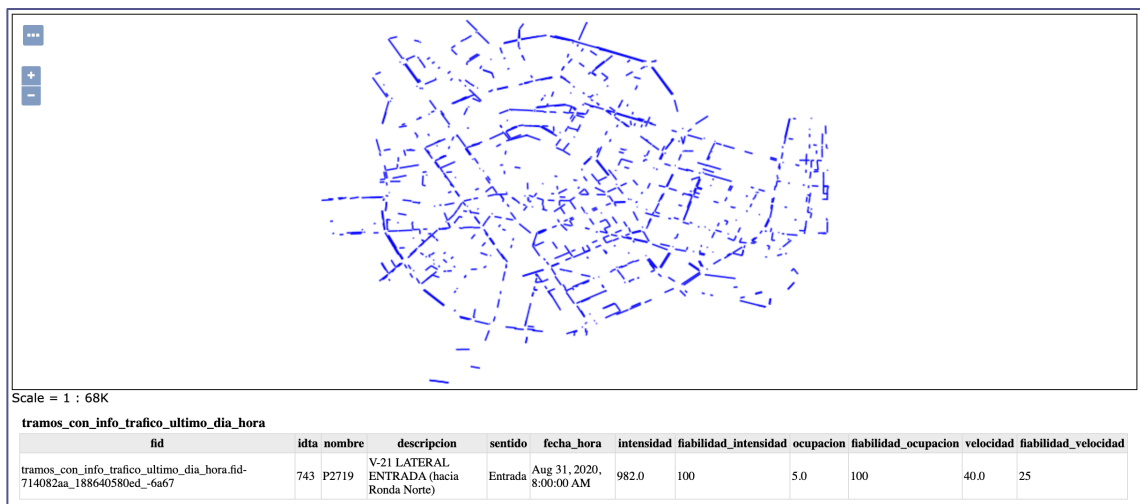 •••
+
−
Scale = 1 : 68K
tramos_con_info_trafico_ultimo_dia_hora
fid idta nombre descripcion sentido fecha_hora intensidad fiabilidad_intensidad ocupacion fiabilidad_ocupacion velocidad fiabilidad_velocidad
tramos_con_info_trafico_ultimo_dia_hora.fid-
714082aa_188640580ed_-6a67
743
P2719
V-21 LATERAL
ENTRADA (hacia
Ronda Norte)
Entrada
Aug 31, 2020,
8:00:00 AM
982.0
100
5.0
100
40.0
25